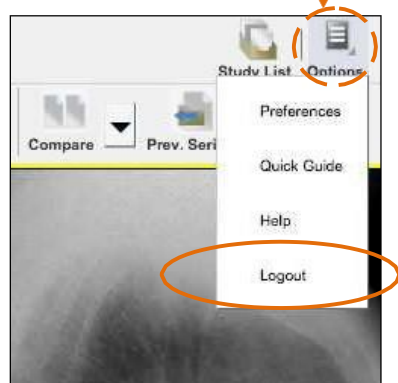 Study List Options
Compare Prev. Seri
Preferences
Quick Guide
Help
Logout